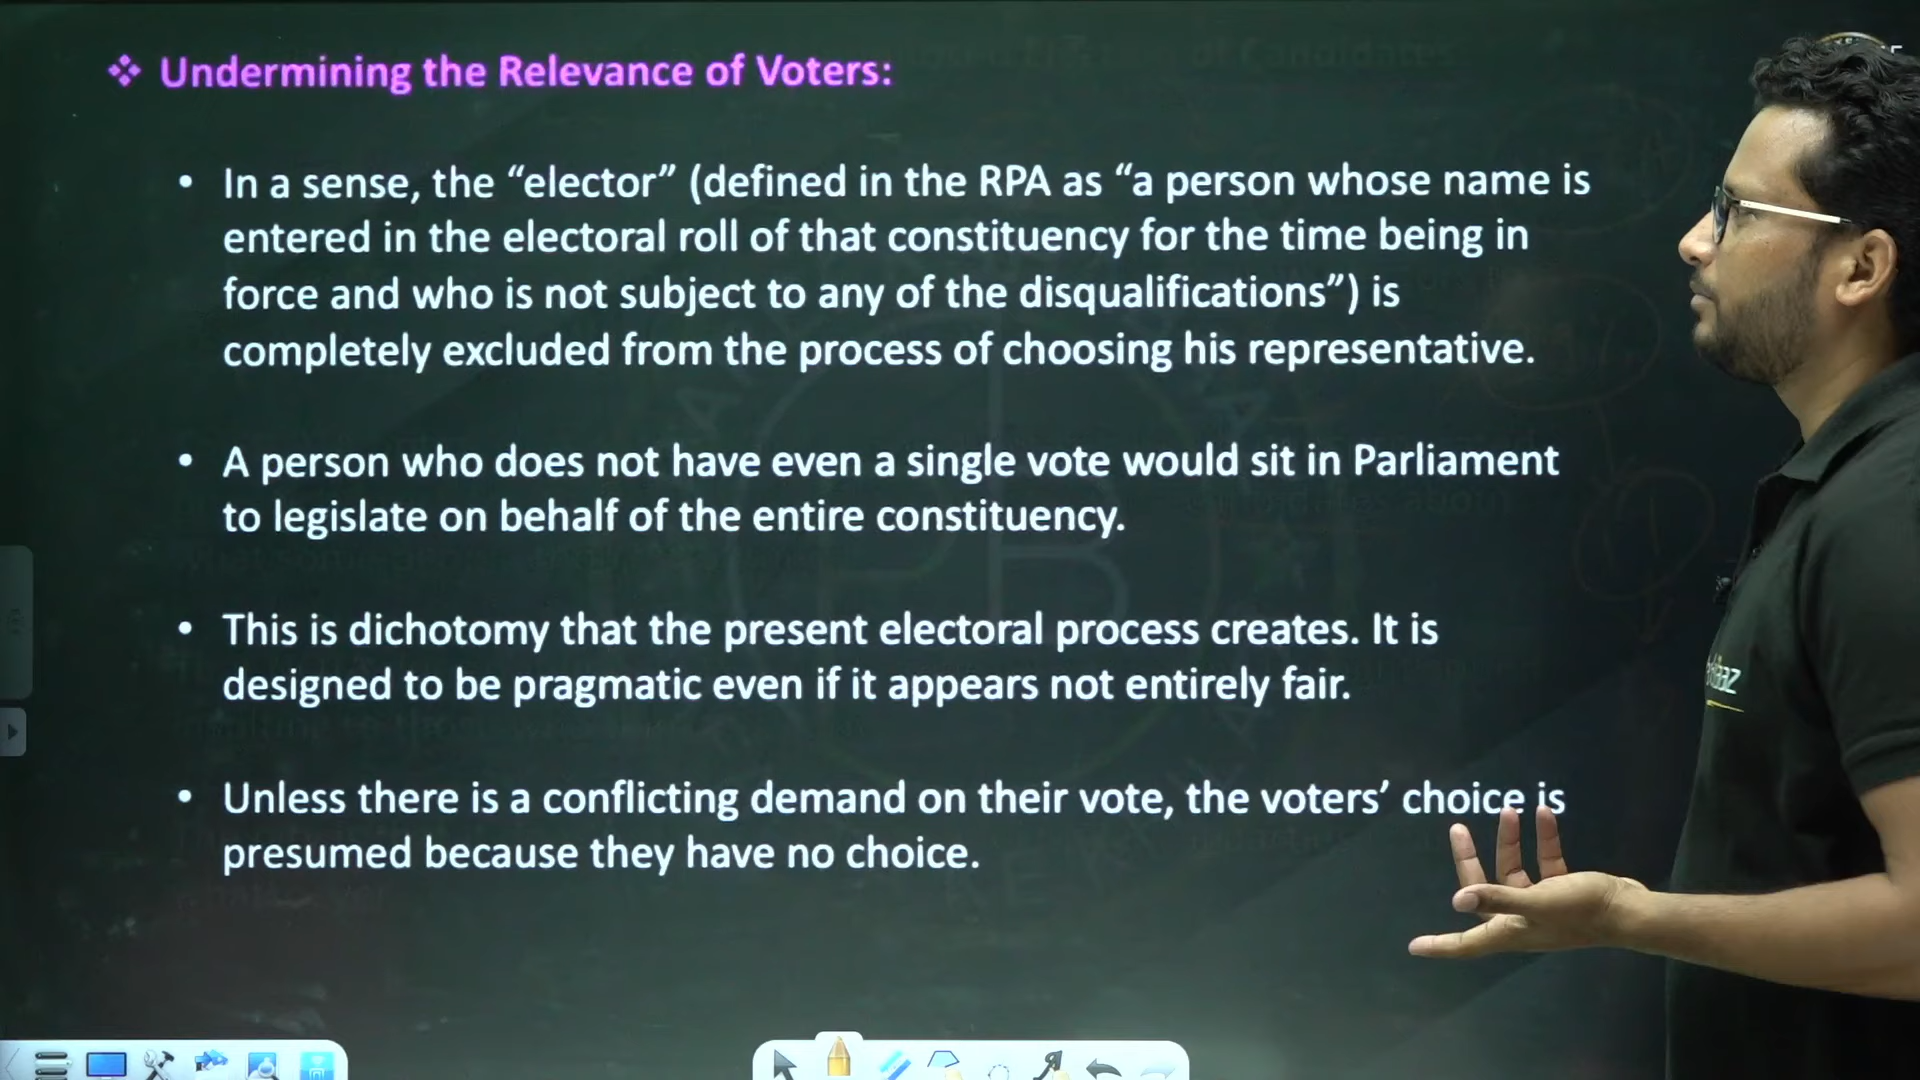 ❖ Undermining the Relevance of Voters:
• In a sense, the “elector” (defined in the RPA as “a person whose name is
entered in the electoral roll of that constituency for the time being in
force and who is not subject to any of the disqualifications”) is
completely excluded from the process of choosing his representative.
• A person who does not have even a single vote would sit in Parliament
to legislate on behalf of the entire constituency.
• This is dichotomy that the present electoral process creates. It is
designed to be pragmatic even if it appears not entirely fair.
• Unless there is a conflicting demand on their vote, the voters’ choice is
presumed because they have no choice.